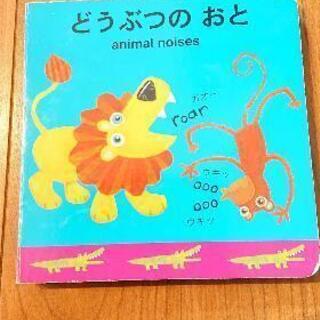 どうぶつの おと
animal noises
ガオー
roar
ウキッ
ooo
ooo
ウキッ